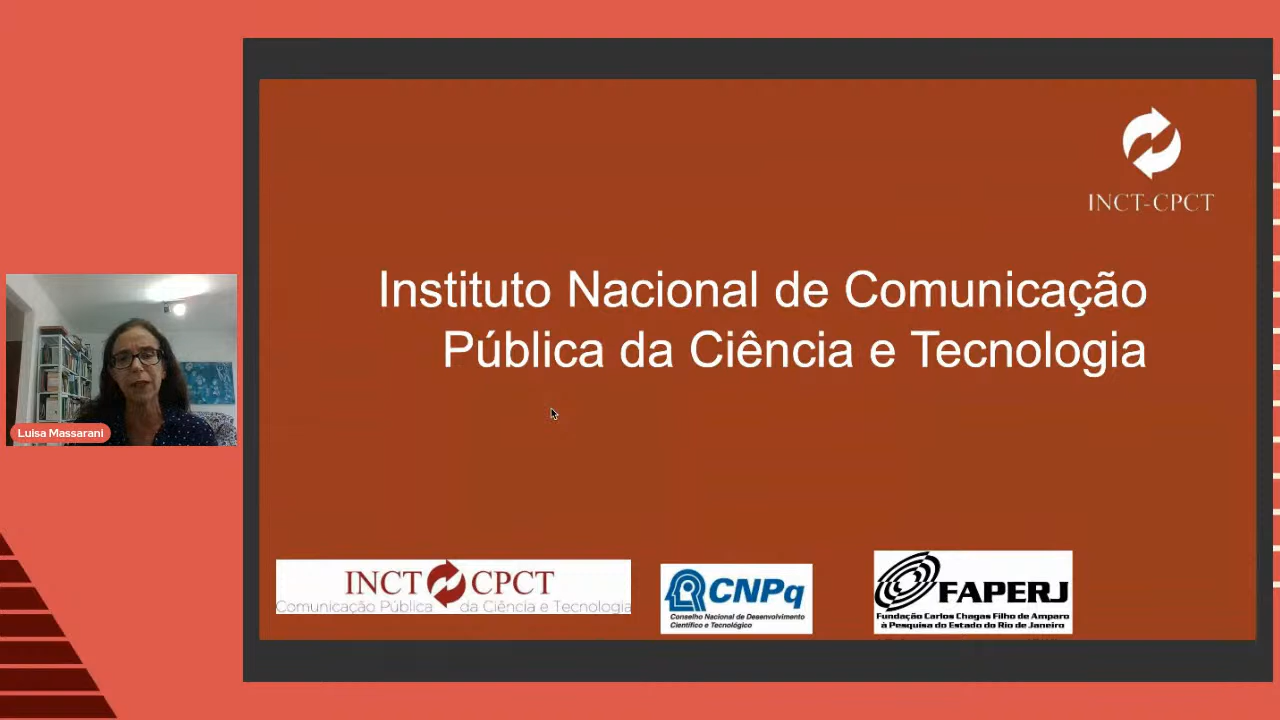 INCT-CPCT
Instituto Nacional de Comunicação
Pública da Ciência e Tecnologia
Luisa Massarani
INCT CPCT
Comunicação Pública da Ciência e Tecnologia
CNPq
Conselho Nacional de Desenvolvimento
Científico e Tecnológico
FAPERJ
Fundação Carlos Chagas Filho de Amparo
à Pesquisa do Estado do Rio de Janeiro